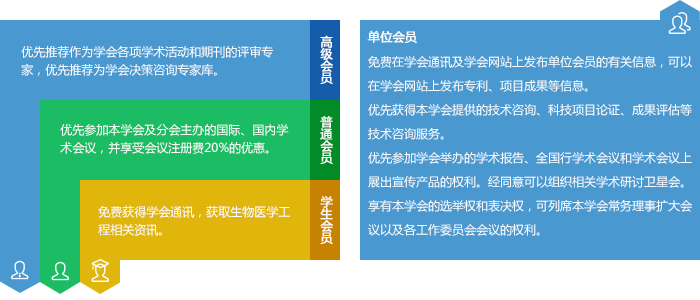 优先推荐作为学会各项学术活动和期刊的评审专
家，优先推荐为学会决策咨询专家库。
高级会员
优先参加本学会及分会主办的国际、国内学
术会议，并享受会议注册费20%的优惠。
普通会员
免费获得学会通讯，获取生物医学工
程相关资讯。
学生会员
单位会员
免费在学会通讯及学会网站上发布单位会员的有关信息，可以
在学会网站上发布专利、项目成果等信息。
优先获得本学会提供的技术咨询、科技项目论证、成果评估等
技术咨询服务。
优先参加学会举办的学术报告、全国行学术会议和学术会议上
展出宣传产品的权利。经同意可以组织相关学术研讨卫星会。
享有本学会的选举权和表决权，可列席本学会常务理事扩大会
议以及各工作委员会会议的权利。